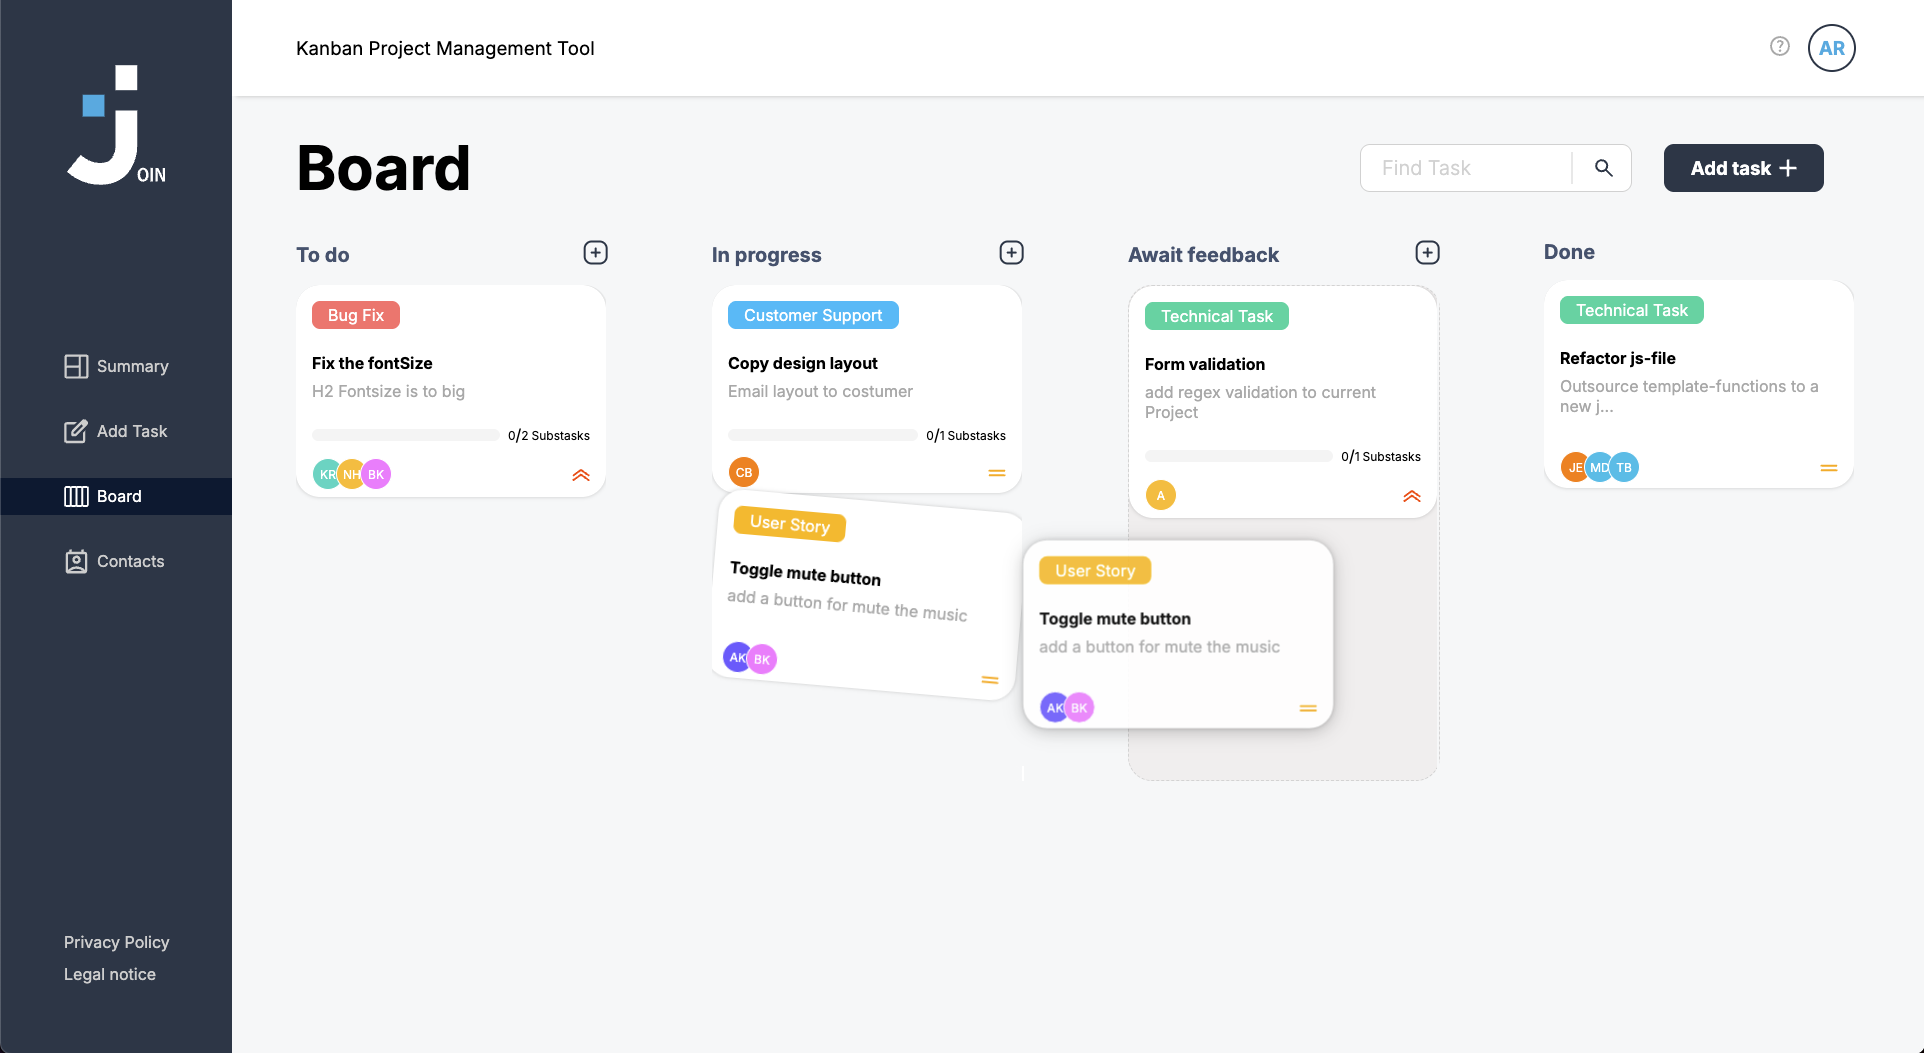 Kanban Project Management Tool
?
AR
JOIN
Summary
Add Task
Board
Contacts
Privacy Policy
Legal notice
Board
Find Task
Add task
To do
Bug Fix
Fix the fontSize
H2 Fontsize is to big
0/2 Substasks
KR
NH
BK
In progress
Customer Support
Copy design layout
Email layout to costumer
0/1 Substasks
CB
User Story
Toggle mute button
add a button for mute the music
AK
BK
Await feedback
Technical Task
Form validation
add regex validation to current
Project
0/1 Substasks
A
User Story
Toggle mute button
add a button for mute the music
AK
BK
Done
Technical Task
Refactor js-file
Outsource template-functions to a
new j...
JE
MD
TB